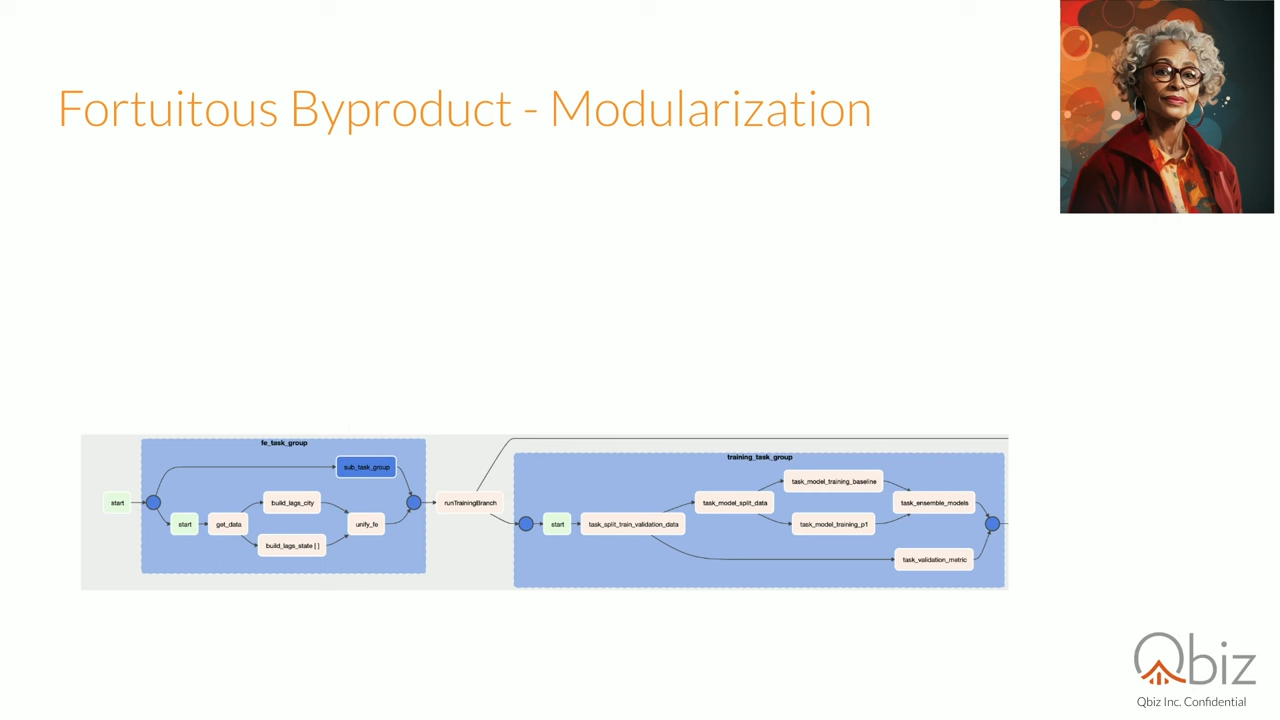 Fortuitous Byproduct - Modularization
fe_task_group
sub_task_group
start
start
get_data
build_lags_city
build_lags_state [ ]
unify_fe
runTrainingBranch
training_task_group
start
task_split_train_validation_data
task_model_split_data
task_model_training_baseline
task_model_training_p1
task_ensemble_models
task_validation_metric
Qbiz
Qbiz Inc. Confidential